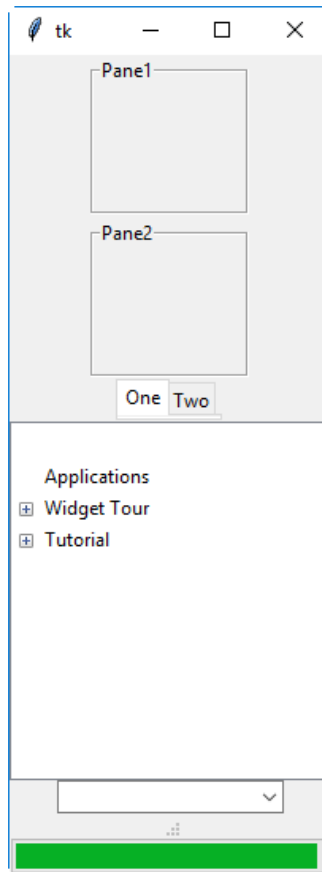 tk
Pane1
Pane2
One Two
Applications
Widget Tour
Tutorial